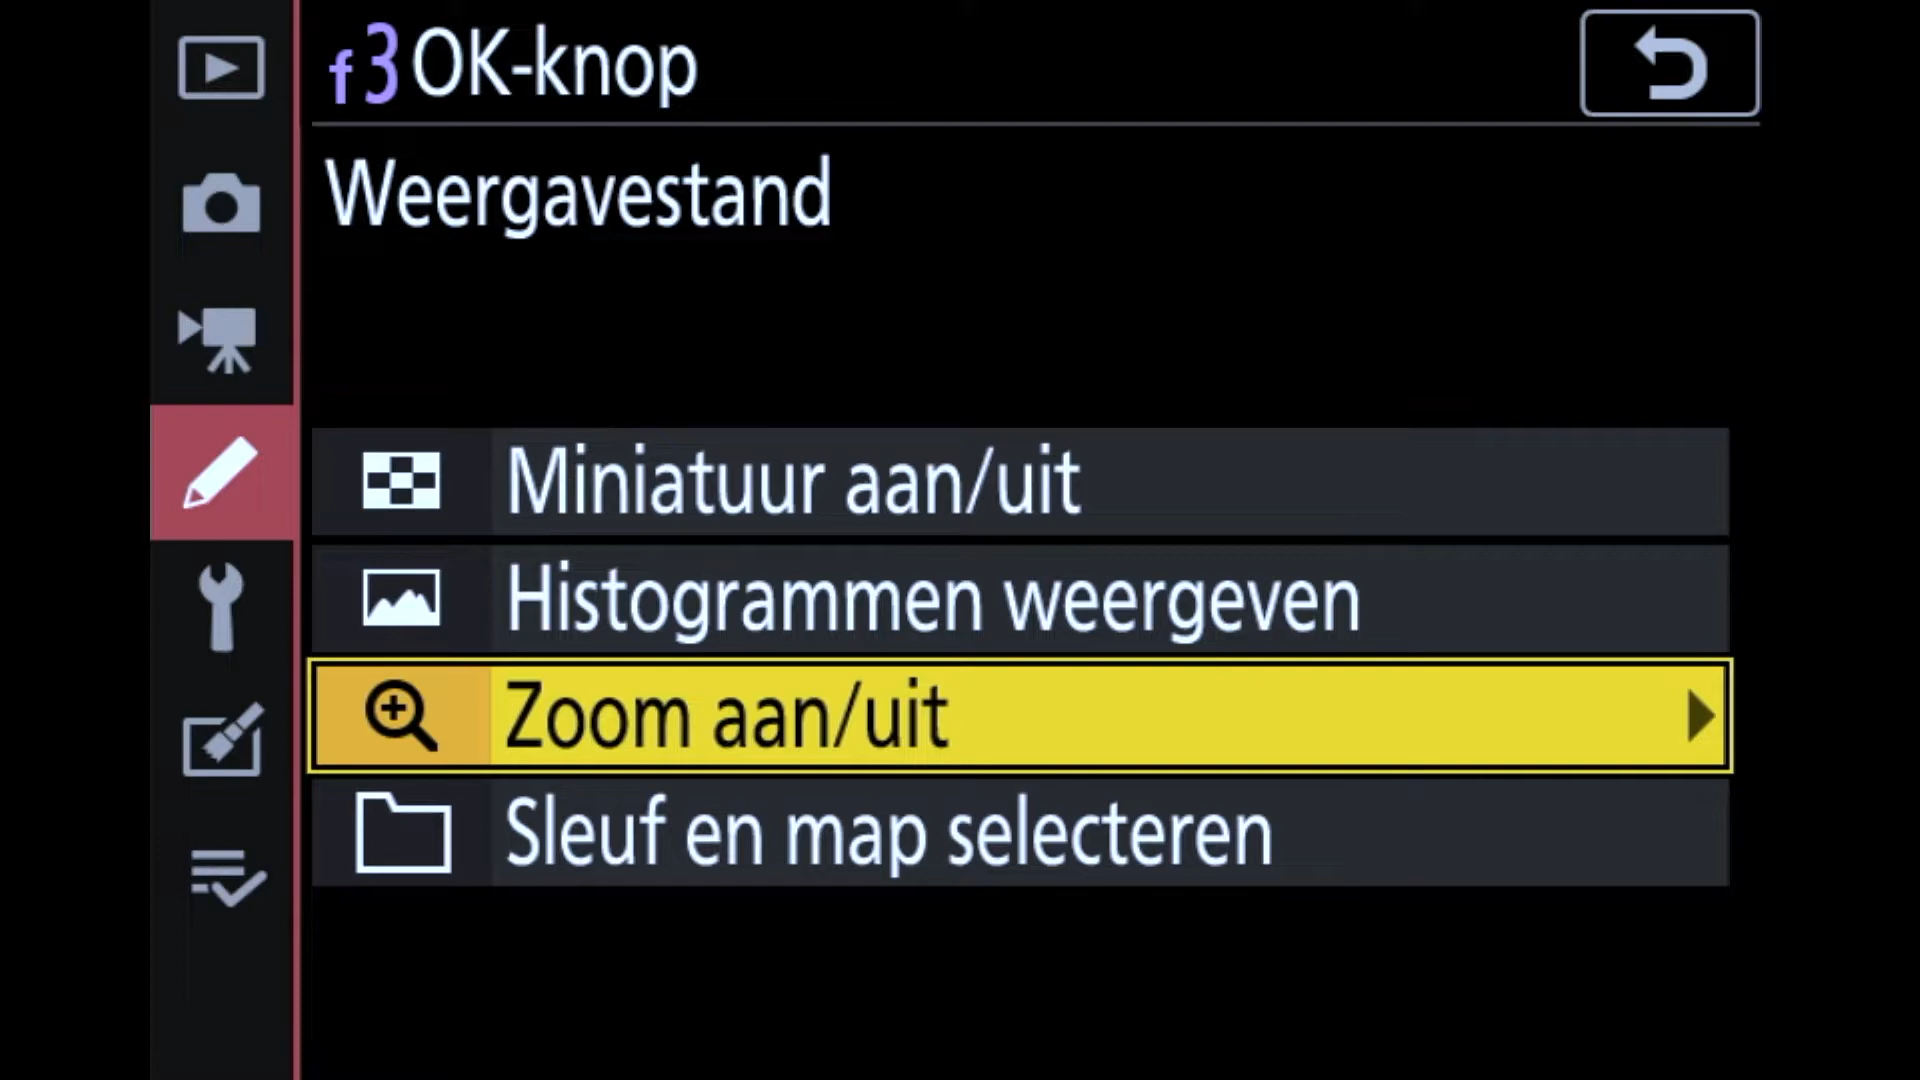 f3 OK-knop
Weergavestand
Miniatuur aan/uit
Histogrammen weergeven
Zoom aan/uit
Sleuf en map selecteren